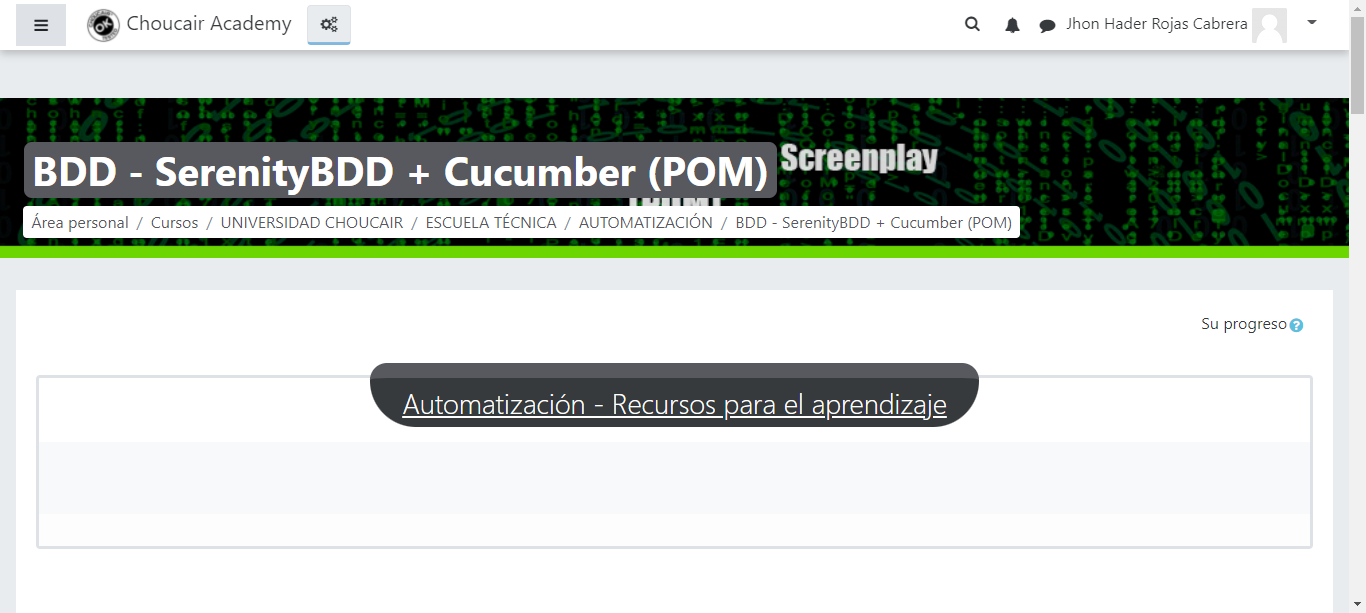 Choucair Academy
Jhon Hader Rojas Cabrera
Screenplay
BDD - SerenityBDD + Cucumber (POM)
Área personal / Cursos / UNIVERSIDAD CHOUCAIR / ESCUELA TÉCNICA / AUTOMATIZACIÓN / BDD - SerenityBDD + Cucumber (POM)
Su progreso
Automatización - Recursos para el aprendizaje